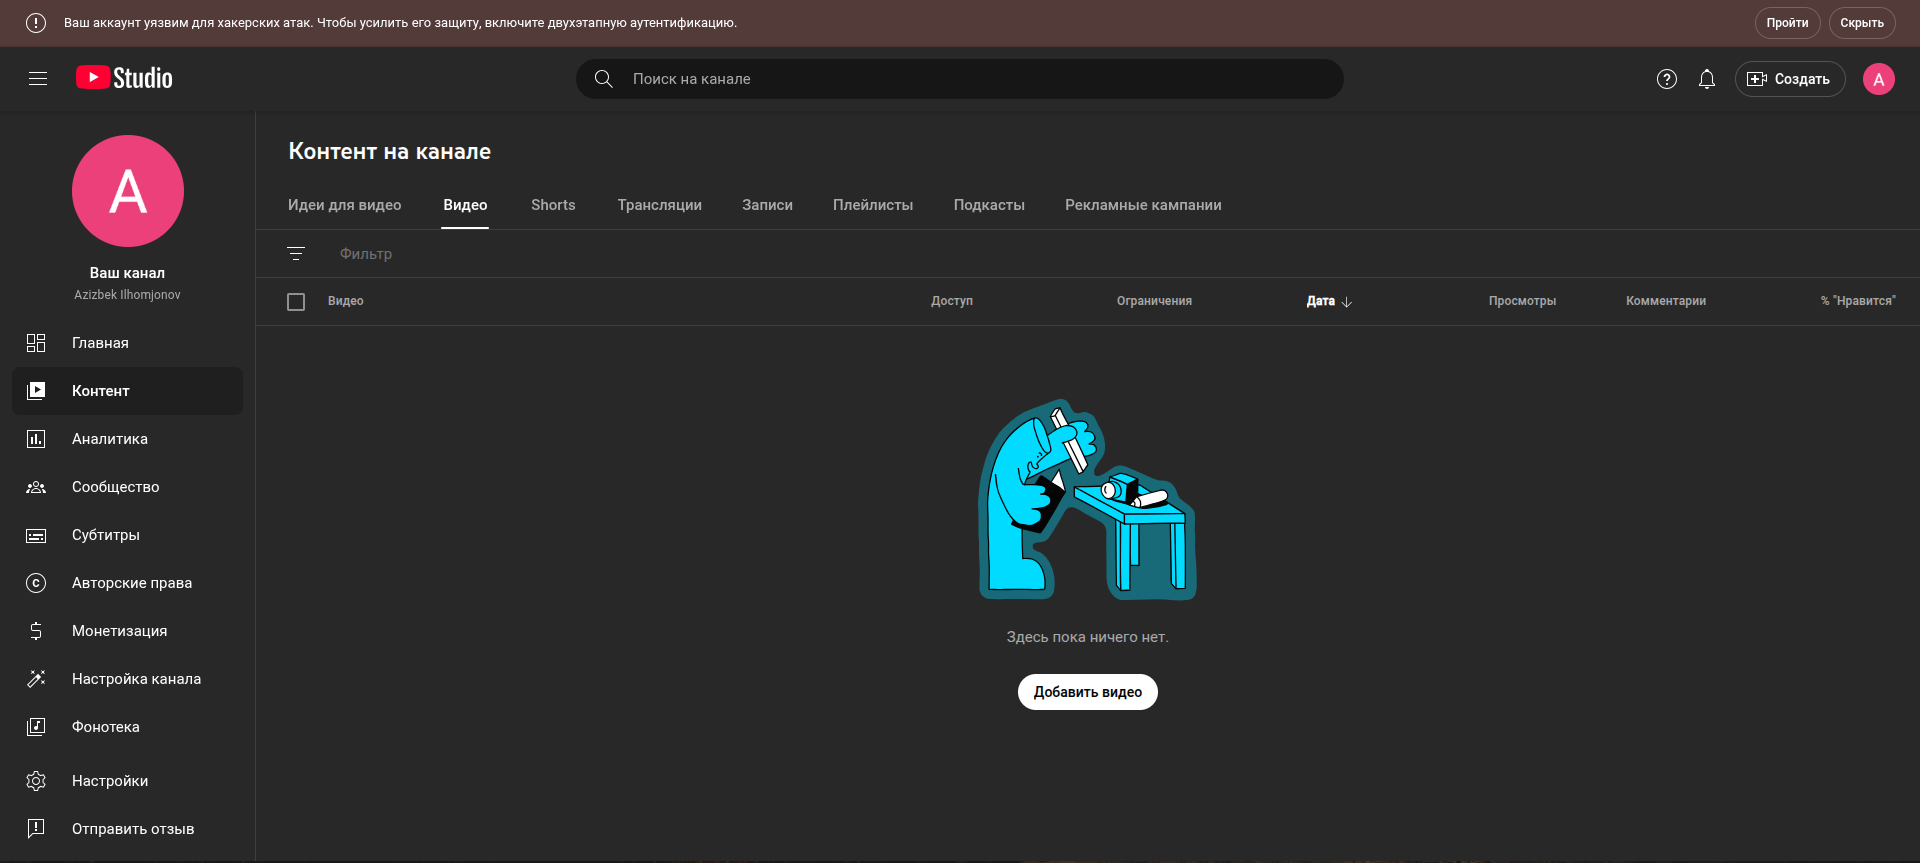 Ваш аккаунт уязвим для хакерских атак. Чтобы усилить его защиту, включите двухэтапную аутентификацию.
Пройти
Скрыть
Studio
Поиск на канале
Создать
A
A
Ваш канал
Azizbek Ilhomjonov
Главная
Контент
Аналитика
Сообщество
Субтитры
Авторские права
Монетизация
Настройка канала
Фонотека
Настройки
Отправить отзыв
Контент на канале
Идеи для видео
Видео
Shorts
Трансляции
Записи
Плейлисты
Подкасты
Рекламные кампании
Фильтр
Видео
Доступ
Ограничения
Дата
Просмотры
Комментарии
% "Нравится"
Здесь пока ничего нет.
Добавить видео